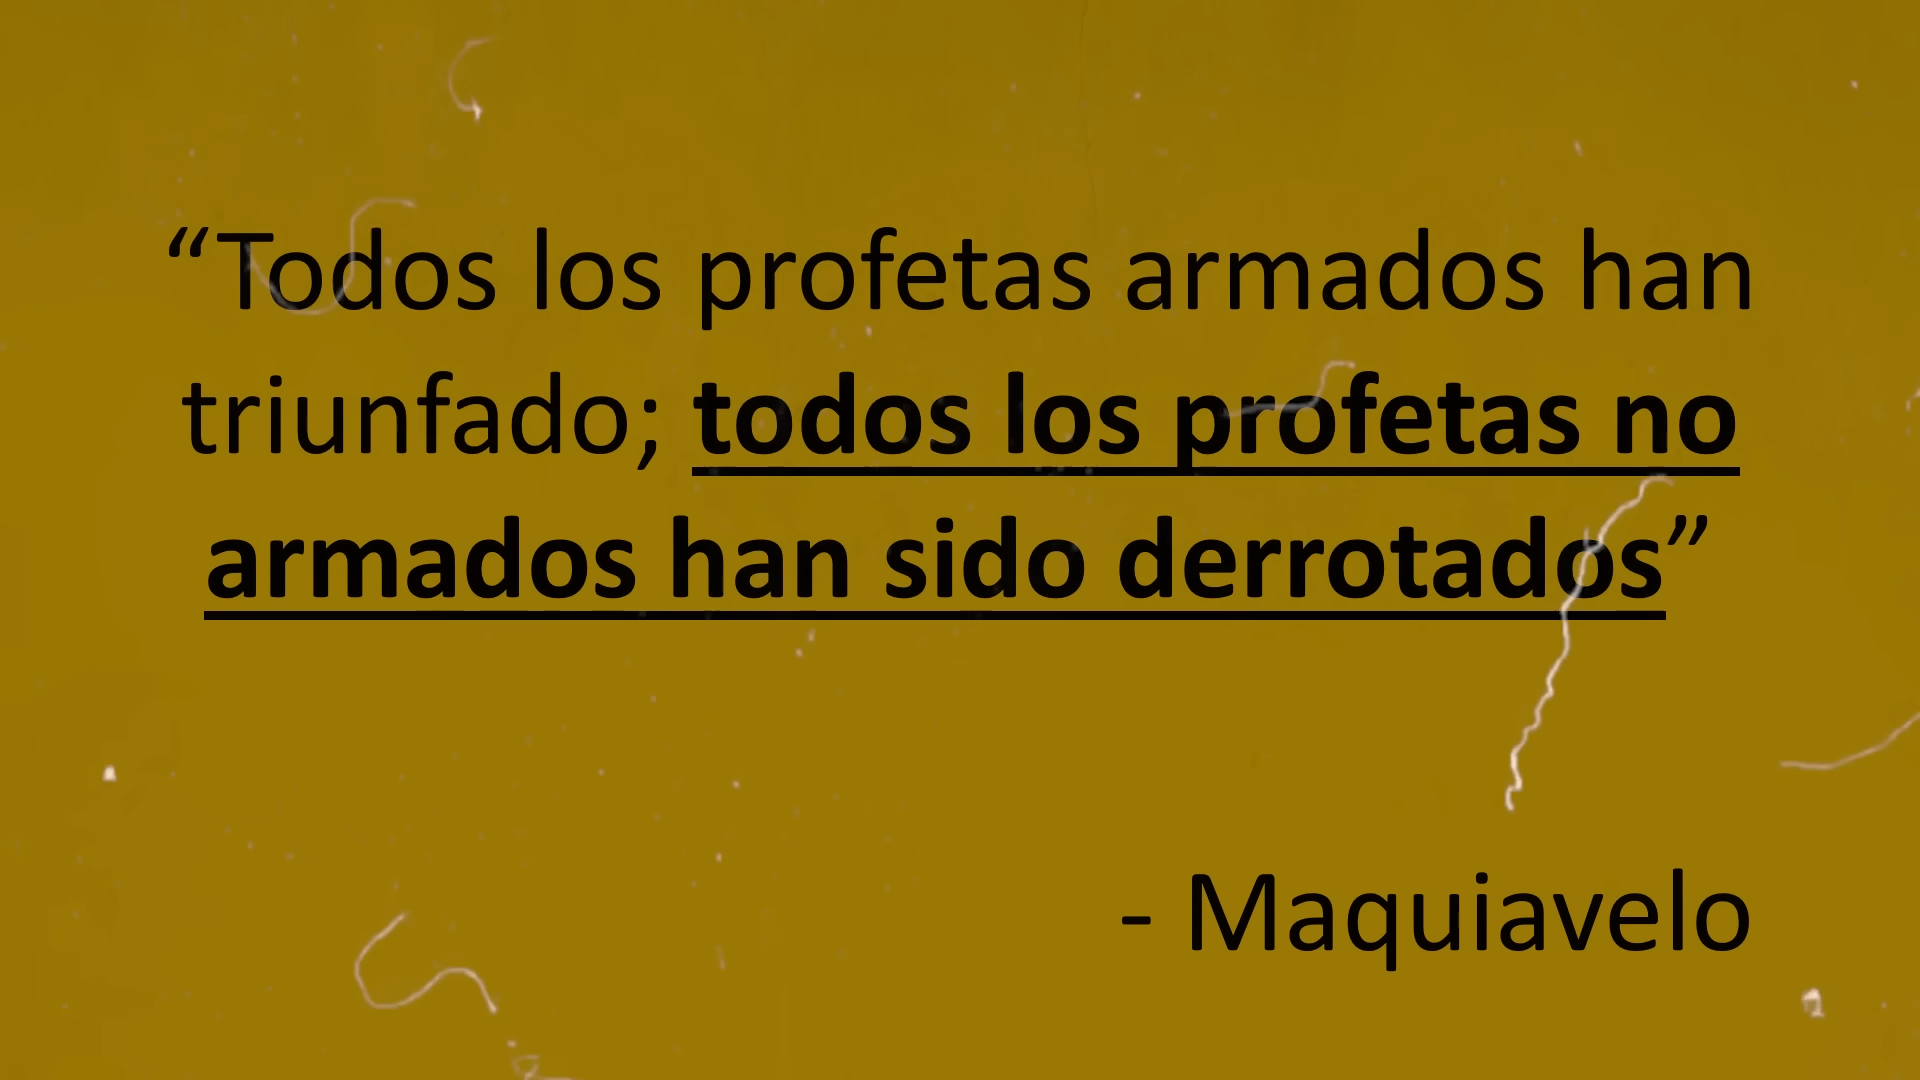 “Todos los profetas armados han
triunfado; todos los profetas no
armados han sido derrotados”
- Maquiavelo